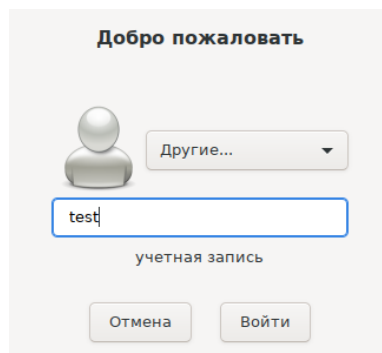 Добро пожаловать
Другие...
test
учетная запись
Отмена Войти